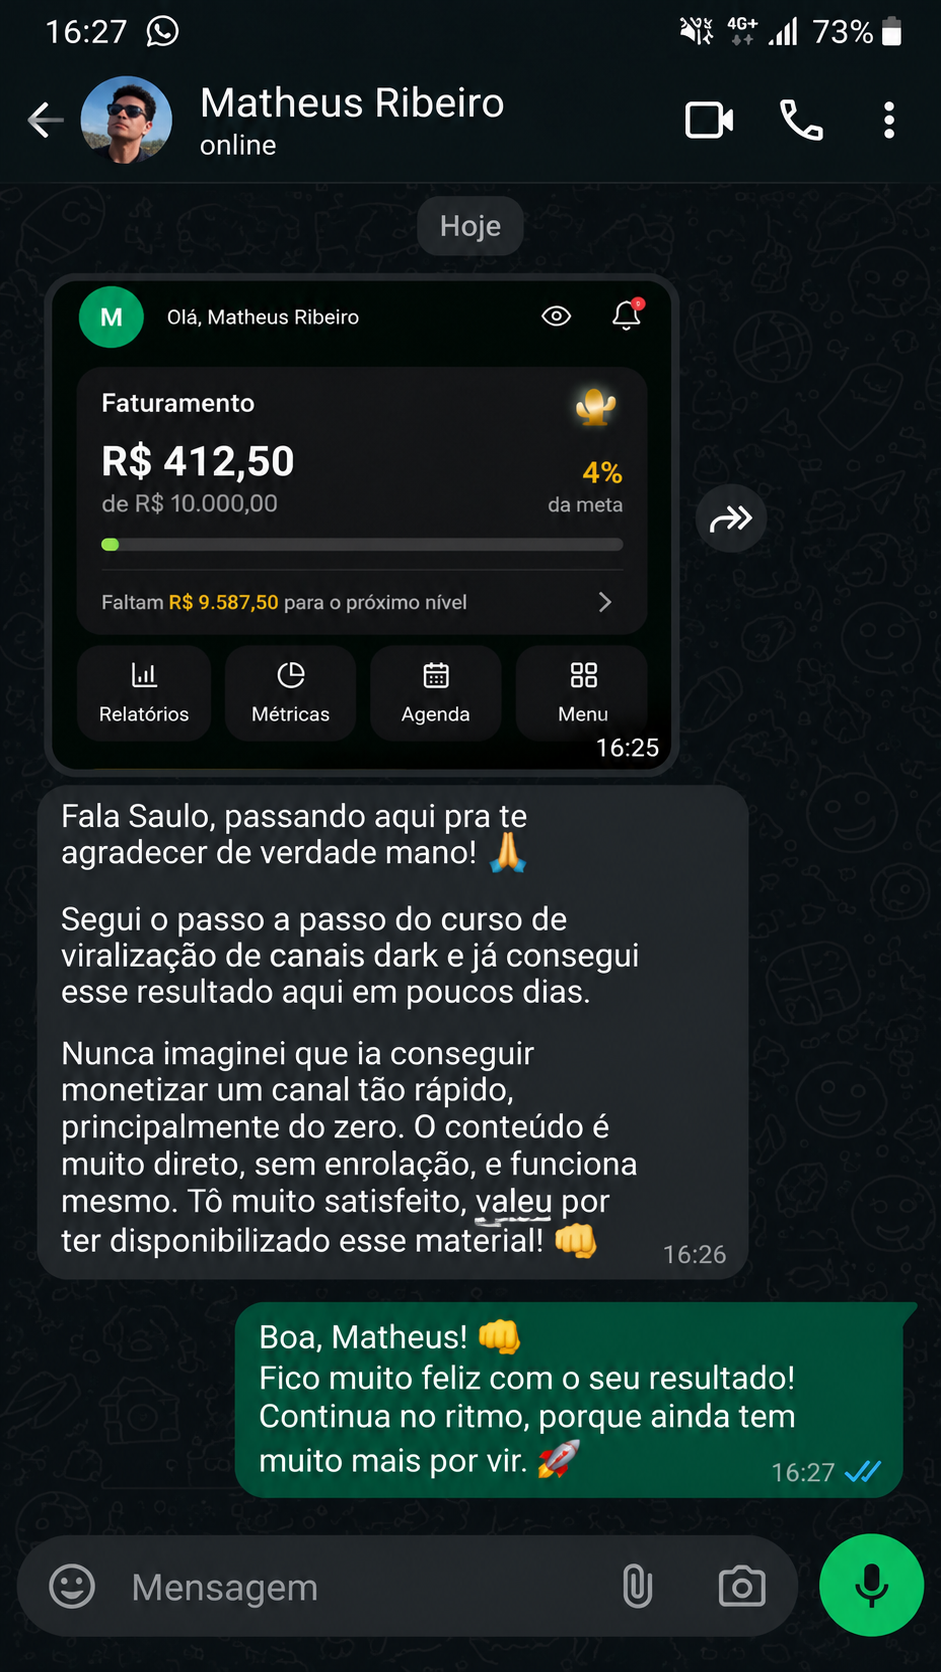 16:27
4G+
73%
Matheus Ribeiro
online
Hoje
M
Olá, Matheus Ribeiro
Faturamento
R$ 412,50
de R$ 10.000,00
4%
da meta
Faltam R$ 9.587,50 para o próximo nível
Relatórios
Métricas
Agenda
Menu
16:25
Fala Saulo, passando aqui pra te
agradecer de verdade mano! 🙏
Segui o passo a passo do curso de
viralização de canais dark e já consegui
esse resultado aqui em poucos dias.
Nunca imaginei que ia conseguir
monetizar um canal tão rápido,
principalmente do zero. O conteúdo é
muito direto, sem enrolação, e funciona
mesmo. Tô muito satisfeito, valeu por
ter disponibilizado esse material! 👊
16:26
Boa, Matheus! 👊
Fico muito feliz com o seu resultado!
Continua no ritmo, porque ainda tem
muito mais por vir. 🚀
16:27
Mensagem